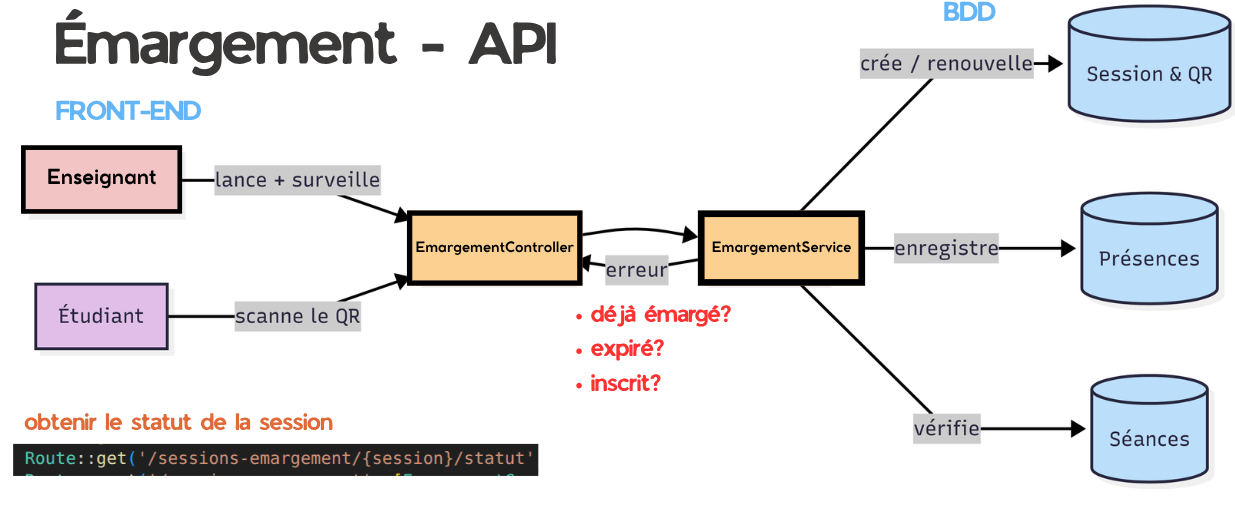 Émargement - API
BDD
FRONT-END
crée / renouvelle
Session & QR
Enseignant
lance + surveille
EmargementController
EmargementService
erreur
enregistre
Présences
Étudiant
scanne le QR
• déjà émargé?
• expiré?
• inscrit?
vérifie
Séances
obtenir le statut de la session
Route::get('/sessions-emargement/{session}/statut'